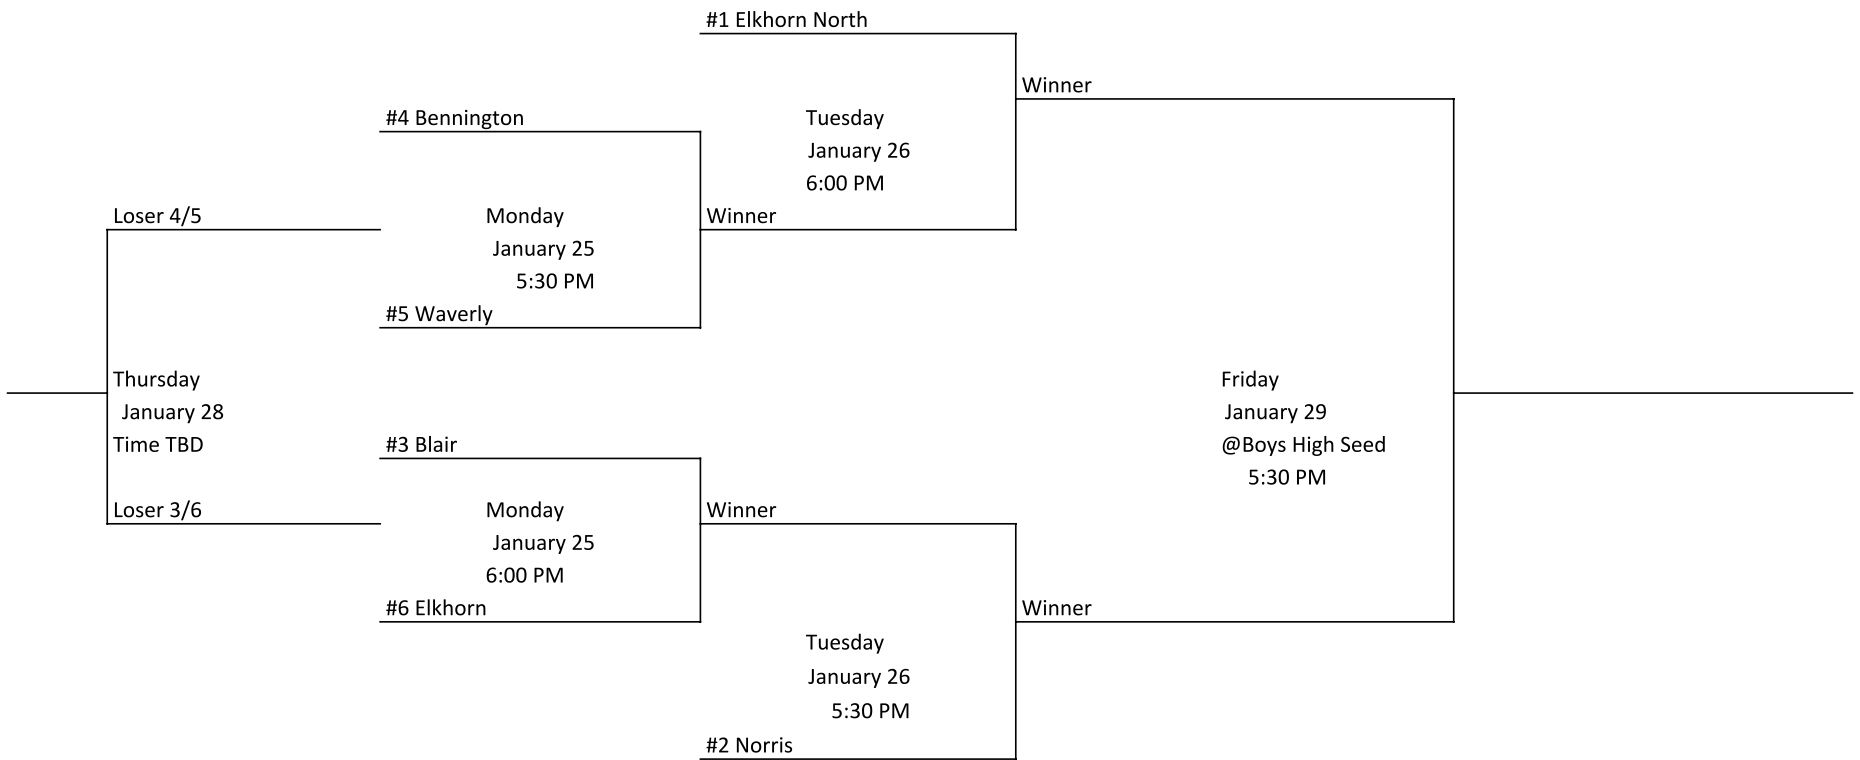 #1 Elkhorn North
Winner
#4 Bennington
Tuesday
January 26
6:00 PM
Loser 4/5
Monday
January 25
5:30 PM
Winner
#5 Waverly
Thursday
January 28
Time TBD
Friday
January 29
@Boys High Seed
5:30 PM
#3 Blair
Loser 3/6
Monday
January 25
6:00 PM
Winner
#6 Elkhorn
Winner
Tuesday
January 26
5:30 PM
#2 Norris